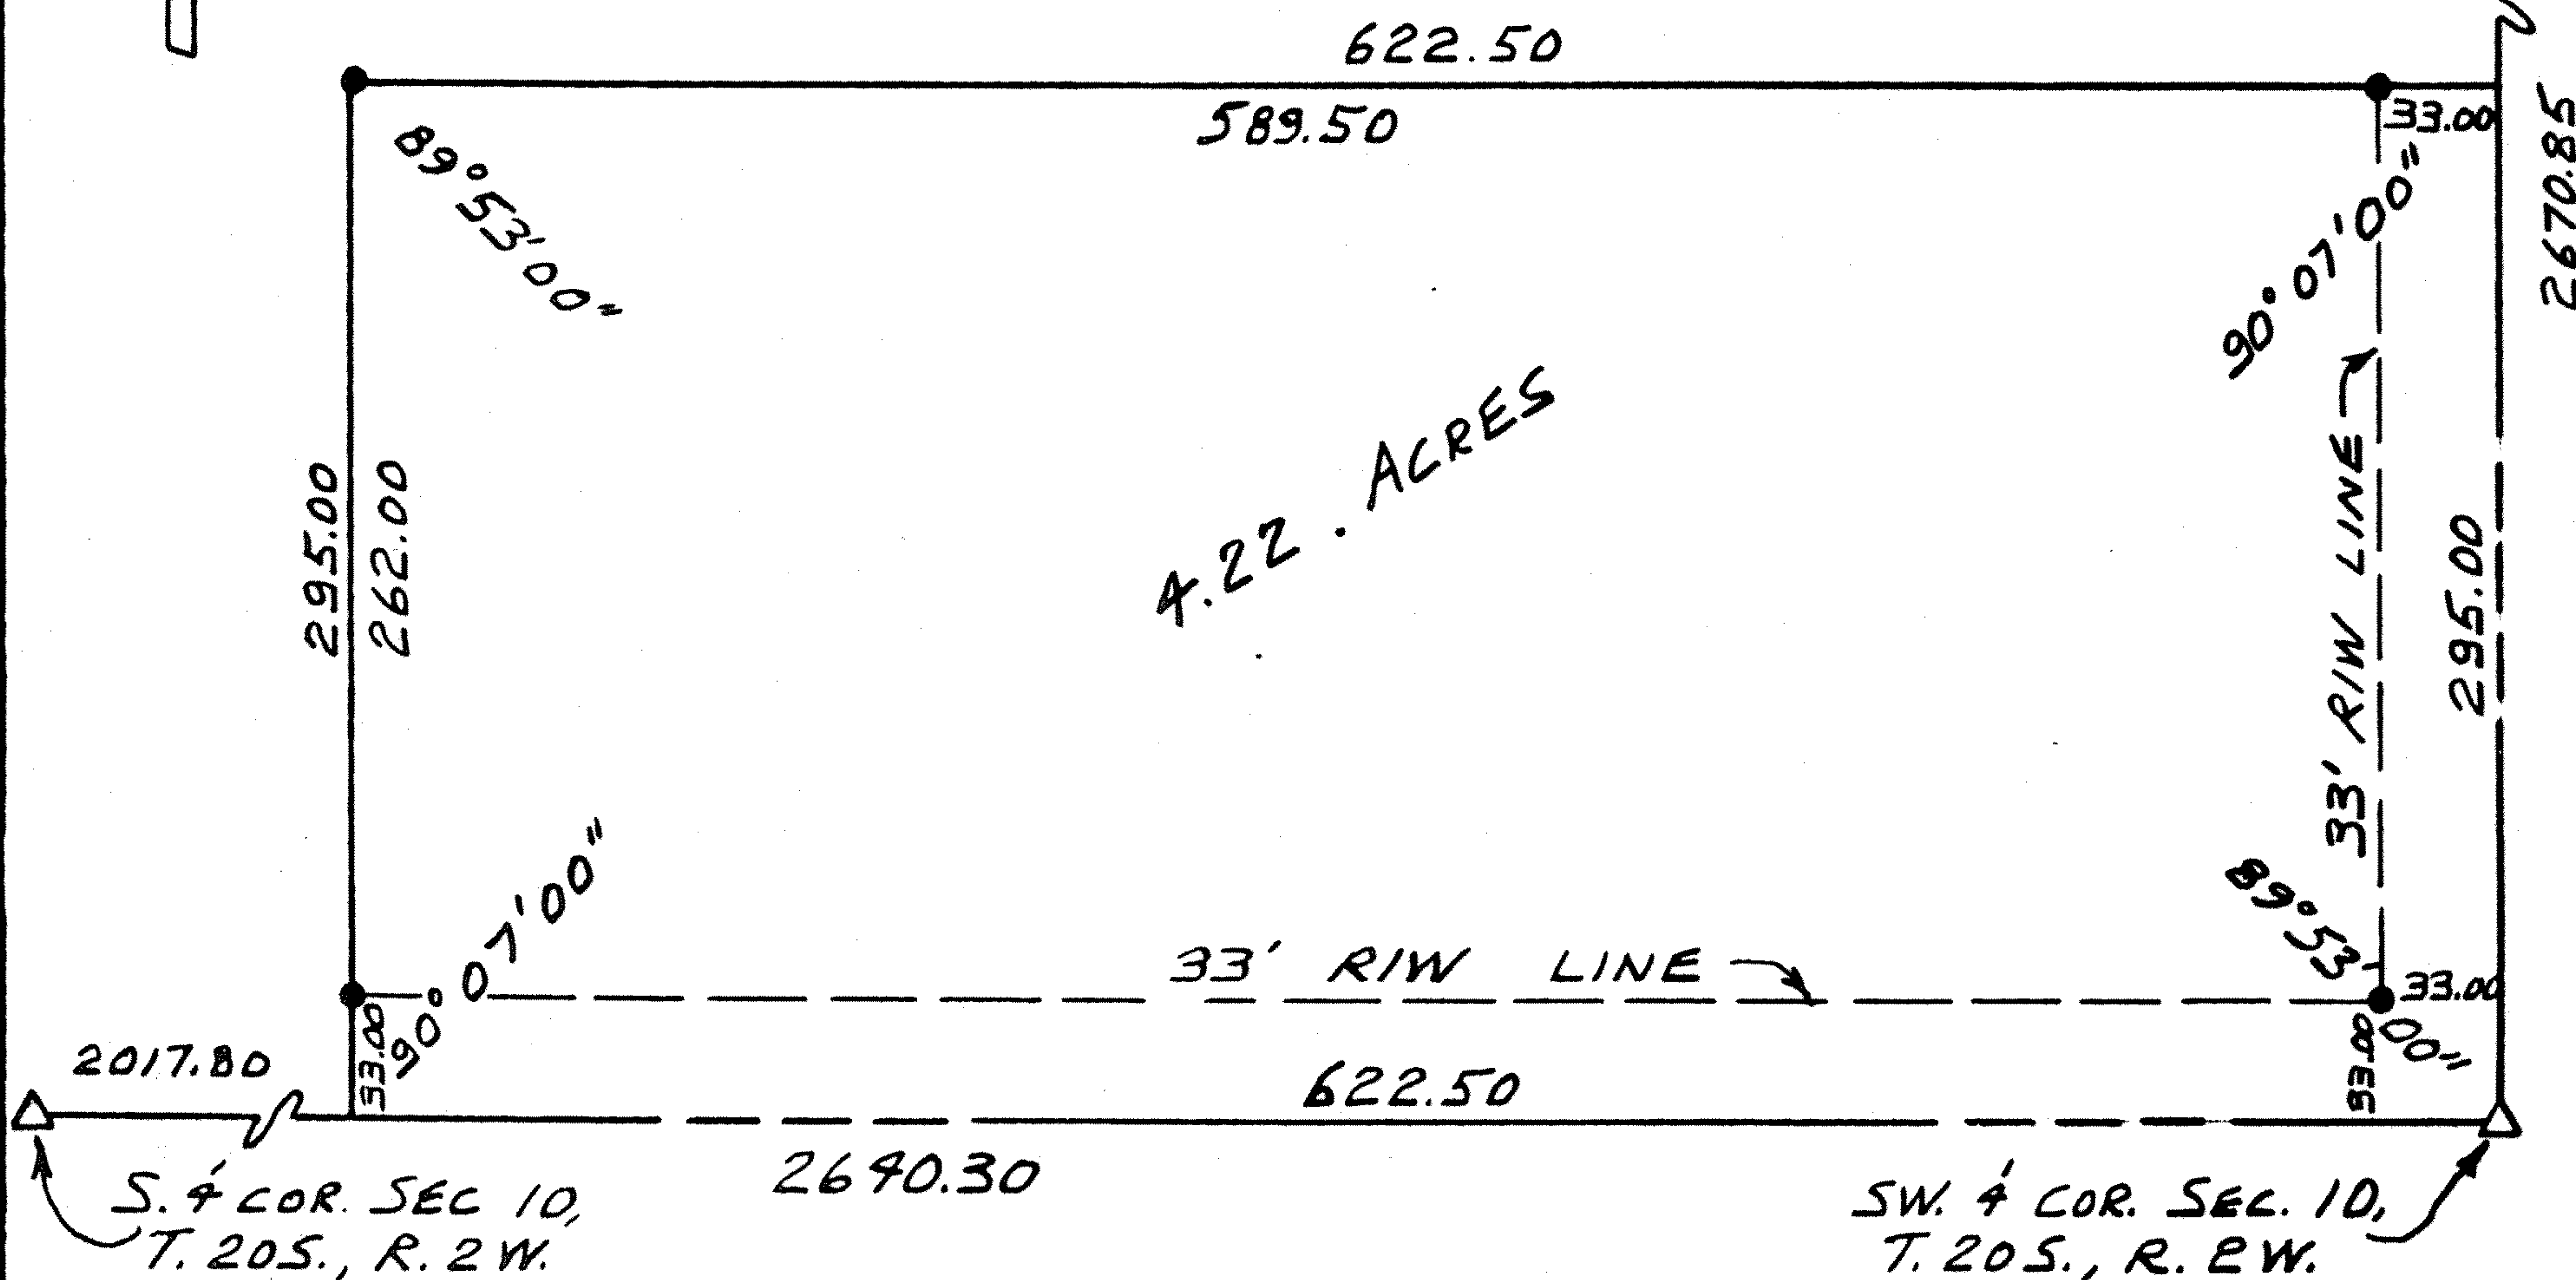 622.50
589.50
33.00
2670.85
89°53'00"
90°07'00"
4.22 . ACRES
295.00
262.00
33' R/W LINE
295.00
90°07'00"
89°53'00"
33' R/W LINE
33.00
33.00
33.00
2017.80
622.50
2640.30
S. 1/4 COR. SEC 10,
T. 20S., R. 2 W.
SW. 1/4 COR. SEC. 10,
T. 20 S., R. 2 W.